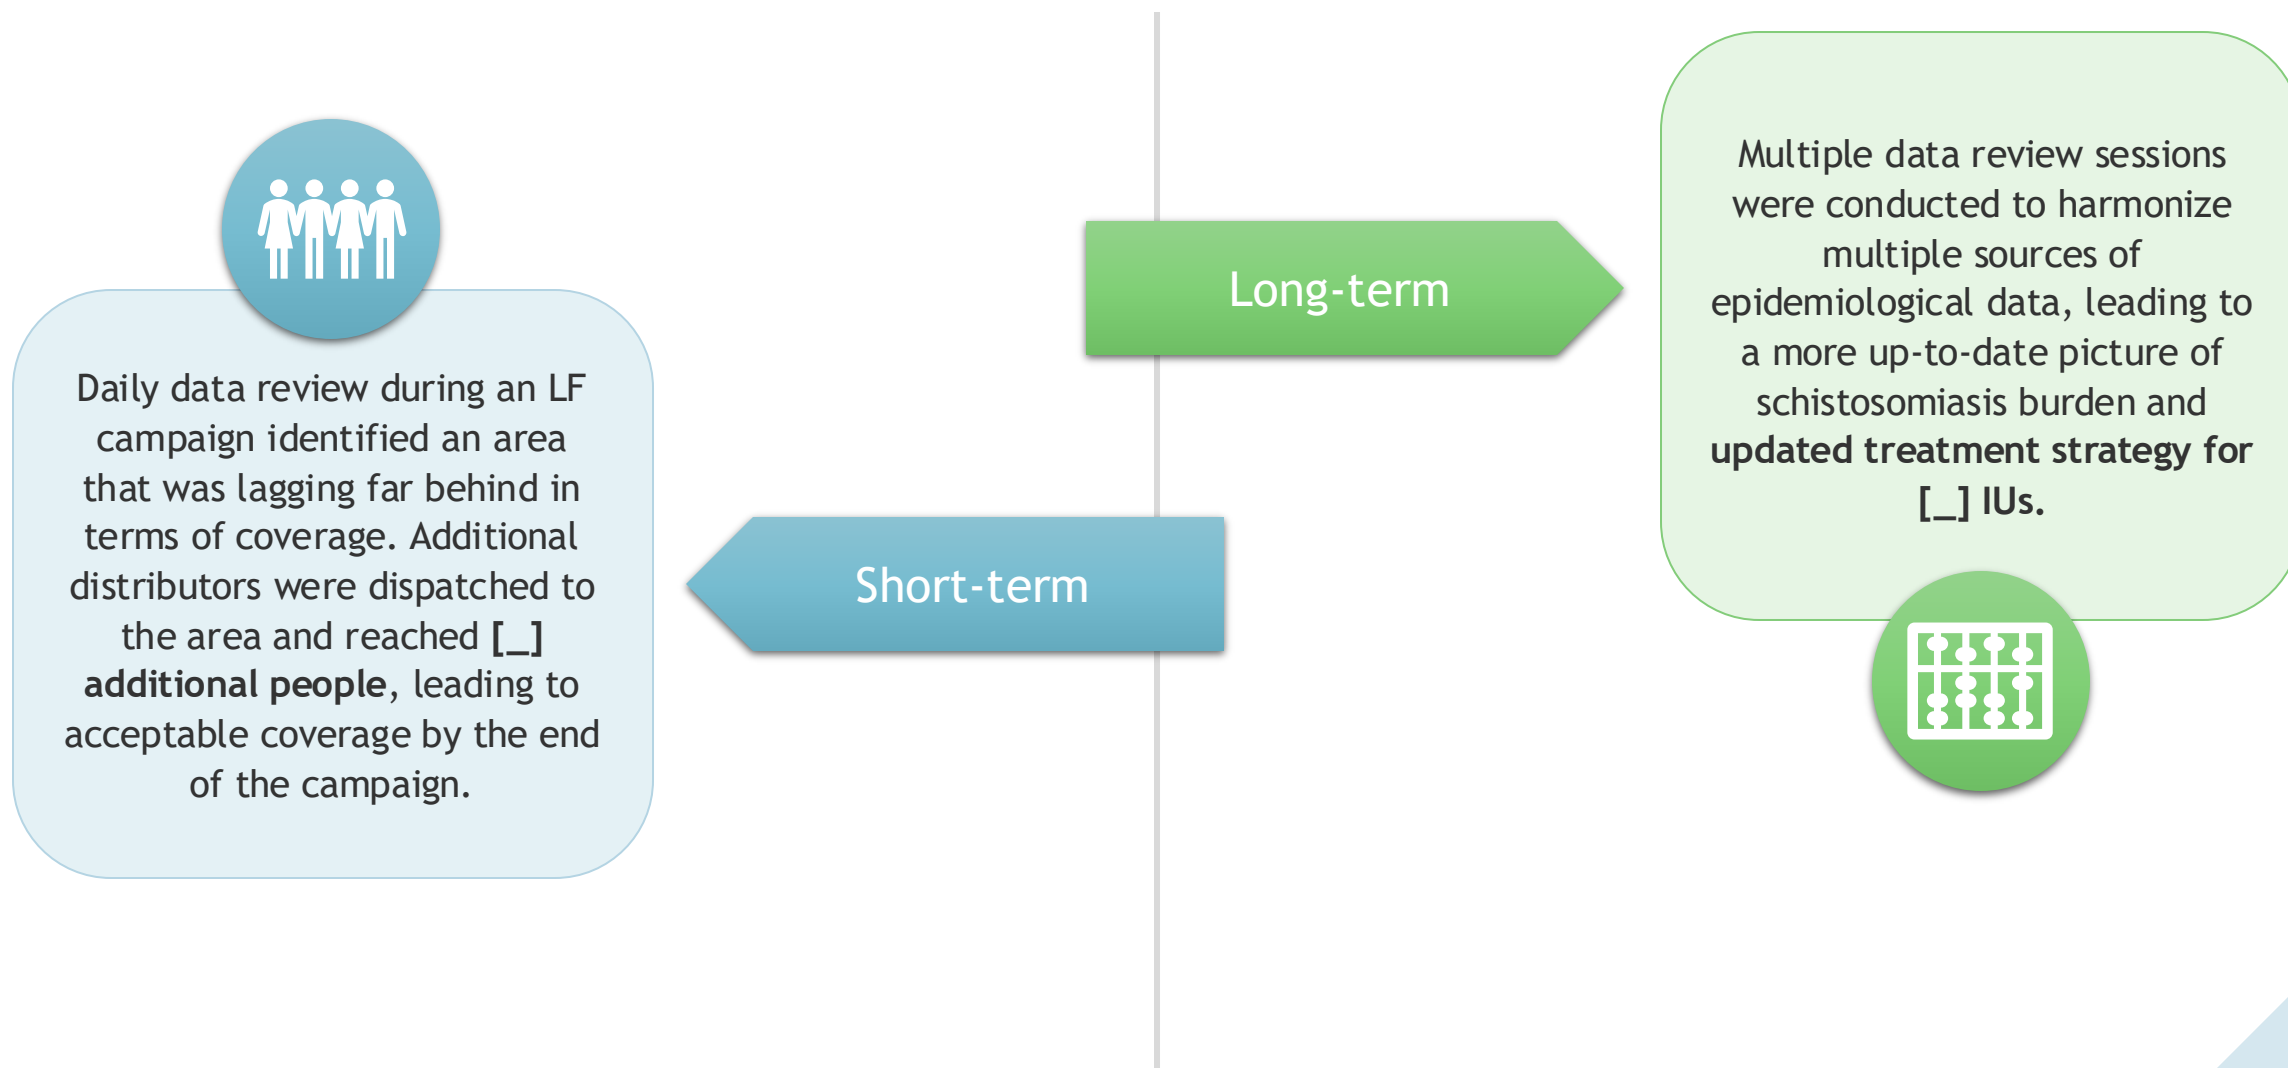 Daily data review during an LF
campaign identified an area
that was lagging far behind in
terms of coverage. Additional
distributors were dispatched to
the area and reached [_]
additional people, leading to
acceptable coverage by the end
of the campaign.
Short-term
Long-term
Multiple data review sessions
were conducted to harmonize
multiple sources of
epidemiological data, leading to
a more up-to-date picture of
schistosomiasis burden and
updated treatment strategy for
[_] IUs.